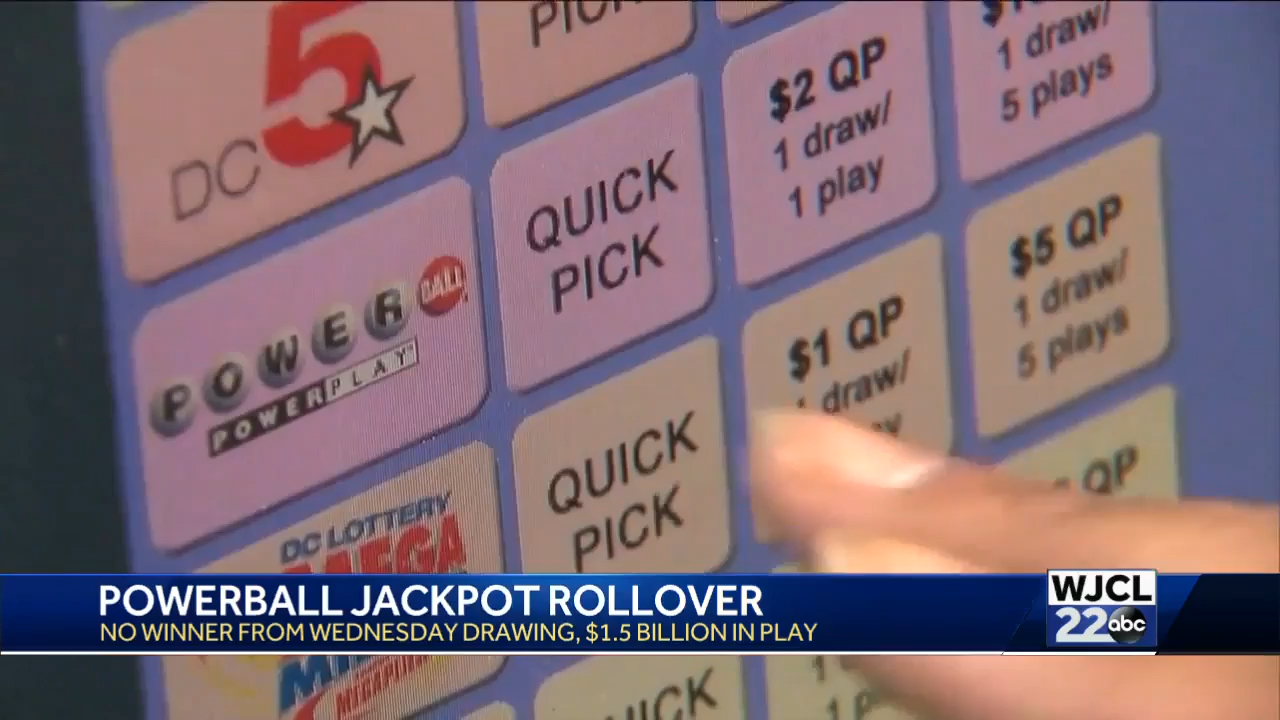 PICK
DC 5
$2 QP
1 draw/
1 play
1 draw/
5 plays
POWER BALL
POWER PLAY
QUICK
PICK
$1 QP
draw/
$5 QP
1 draw/
5 plays
DC LOTTERY
MEGA
QUICK
PICK
QP
POWERBALL JACKPOT ROLLOVER
NO WINNER FROM WEDNESDAY DRAWING, $1.5 BILLION IN PLAY
WJCL
22 abc